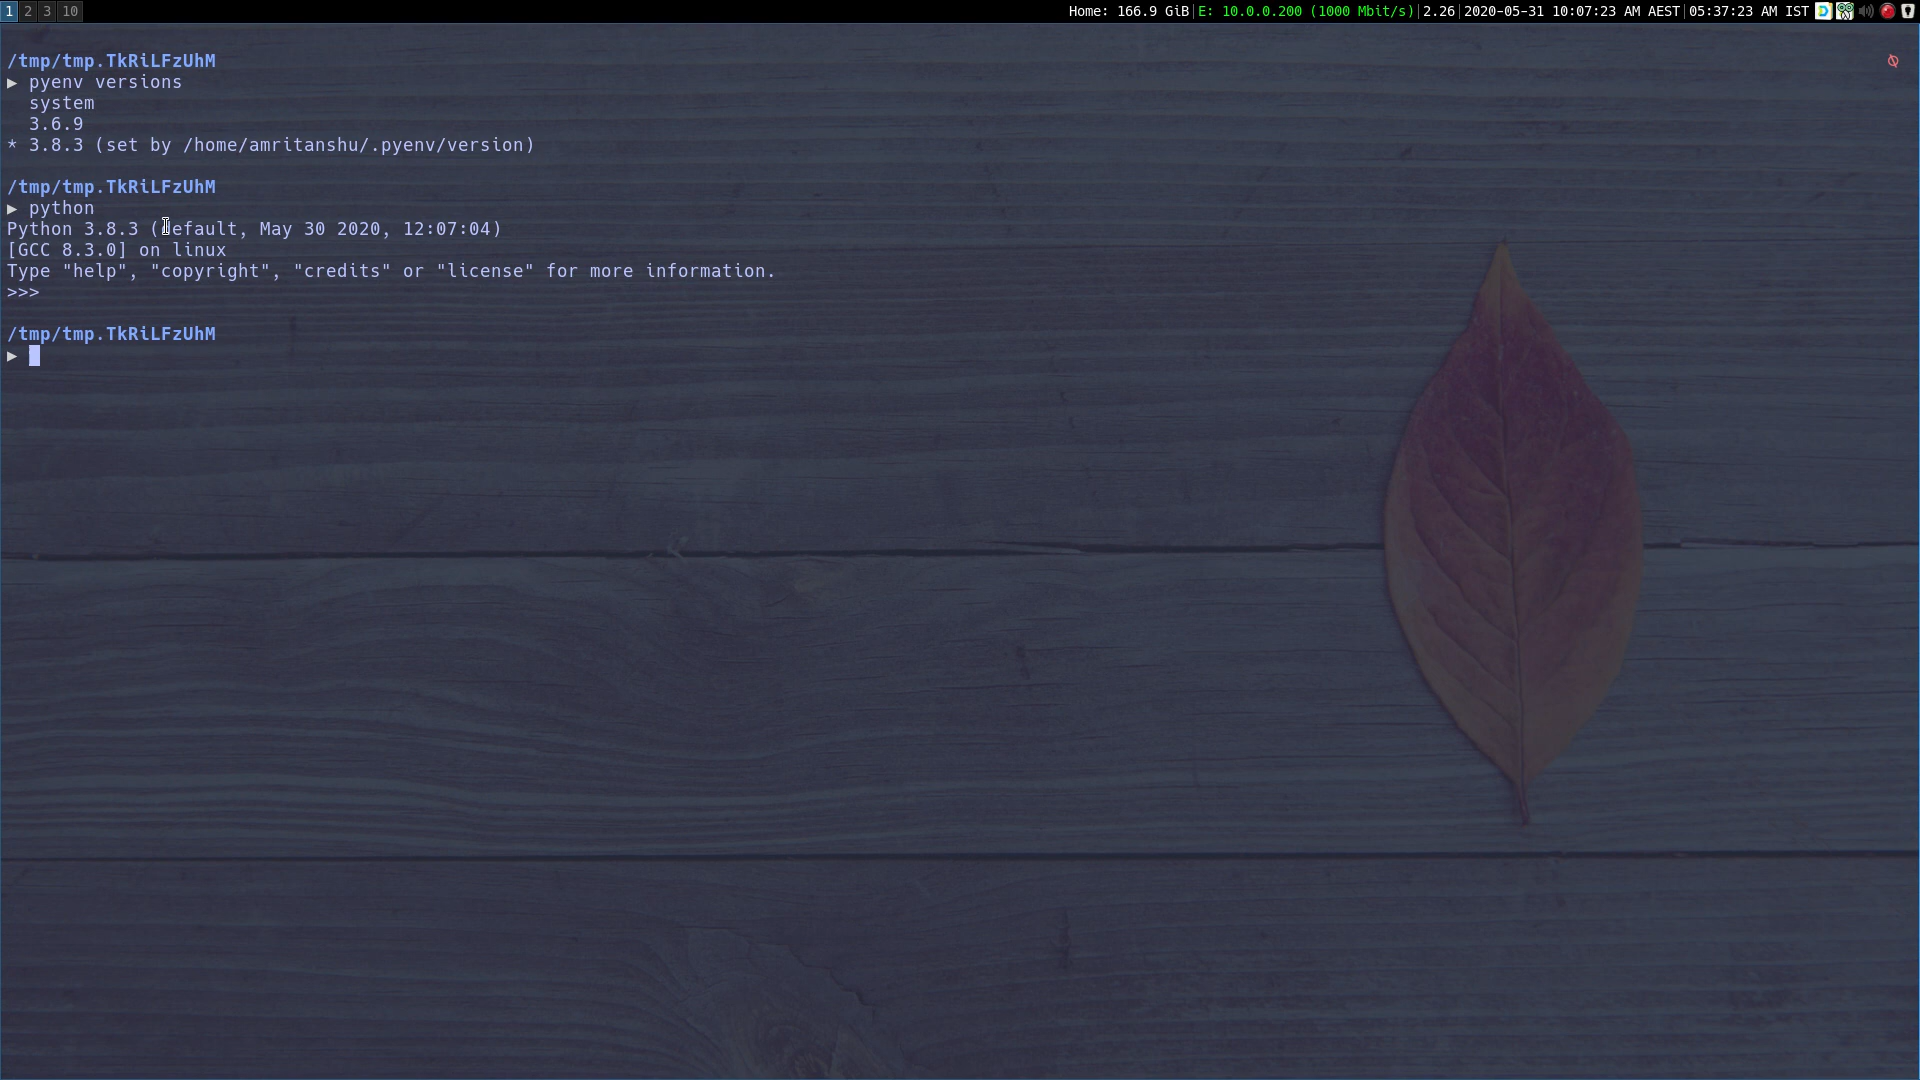 1 2 3 10 Home: 166.9 GiB|E: 10.0.0.200 (1000 Mbit/s)|2.26|2020-05-31 10:07:23 AM AEST|05:37:23 AM IST
/tmp/tmp.TkRiLFzUhM
▶ pyenv versions
system
3.6.9
* 3.8.3 (set by /home/amritanshu/.pyenv/version)
/tmp/tmp.TkRiLFzUhM
▶ python
Python 3.8.3 (default, May 30 2020, 12:07:04)
[GCC 8.3.0] on linux
Type "help", "copyright", "credits" or "license" for more information.
>>>
/tmp/tmp.TkRiLFzUhM
▶